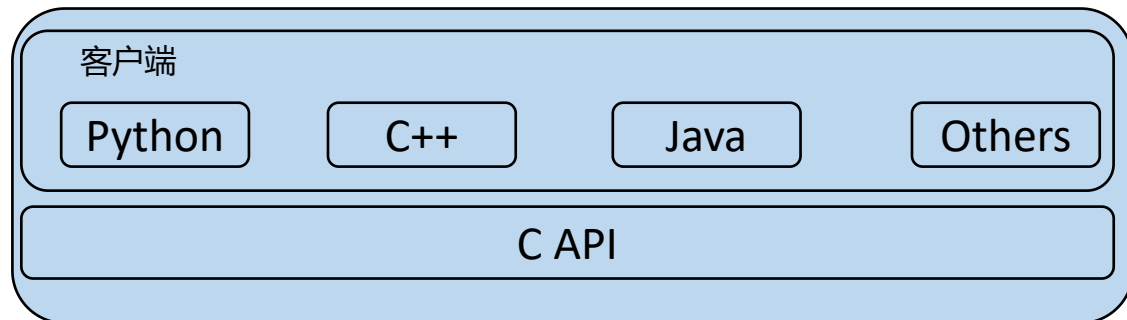 客户端
Python C++ Java Others
C API